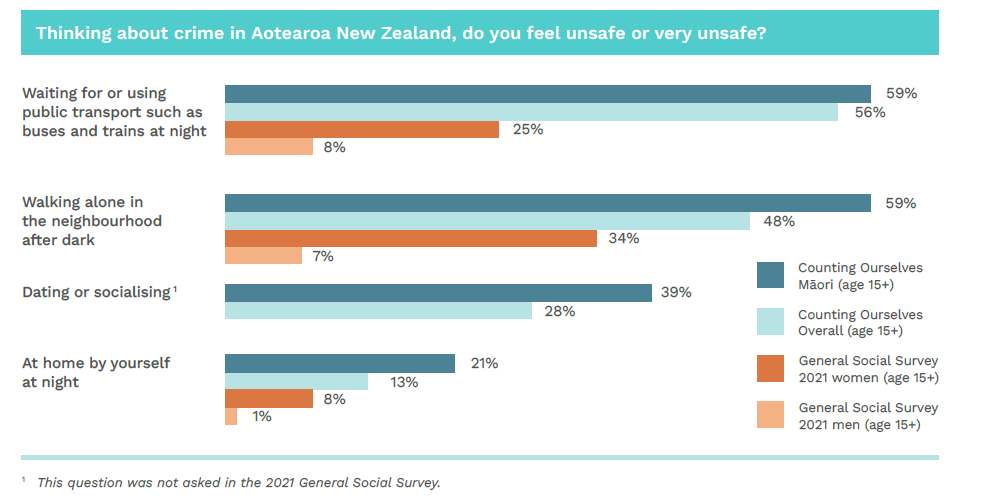 Thinking about crime in Aotearoa New Zealand, do you feel unsafe or very unsafe?
Waiting for or using
public transport such as
buses and trains at night
59%
56%
25%
8%
Walking alone in
the neighbourhood
after dark
59%
48%
34%
7%
Dating or socialising ¹
39%
28%
At home by yourself
at night
21%
13%
8%
1%
Counting Ourselves
Māori (age 15+)
Counting Ourselves
Overall (age 15+)
General Social Survey
2021 women (age 15+)
General Social Survey
2021 men (age 15+)
¹ This question was not asked in the 2021 General Social Survey.